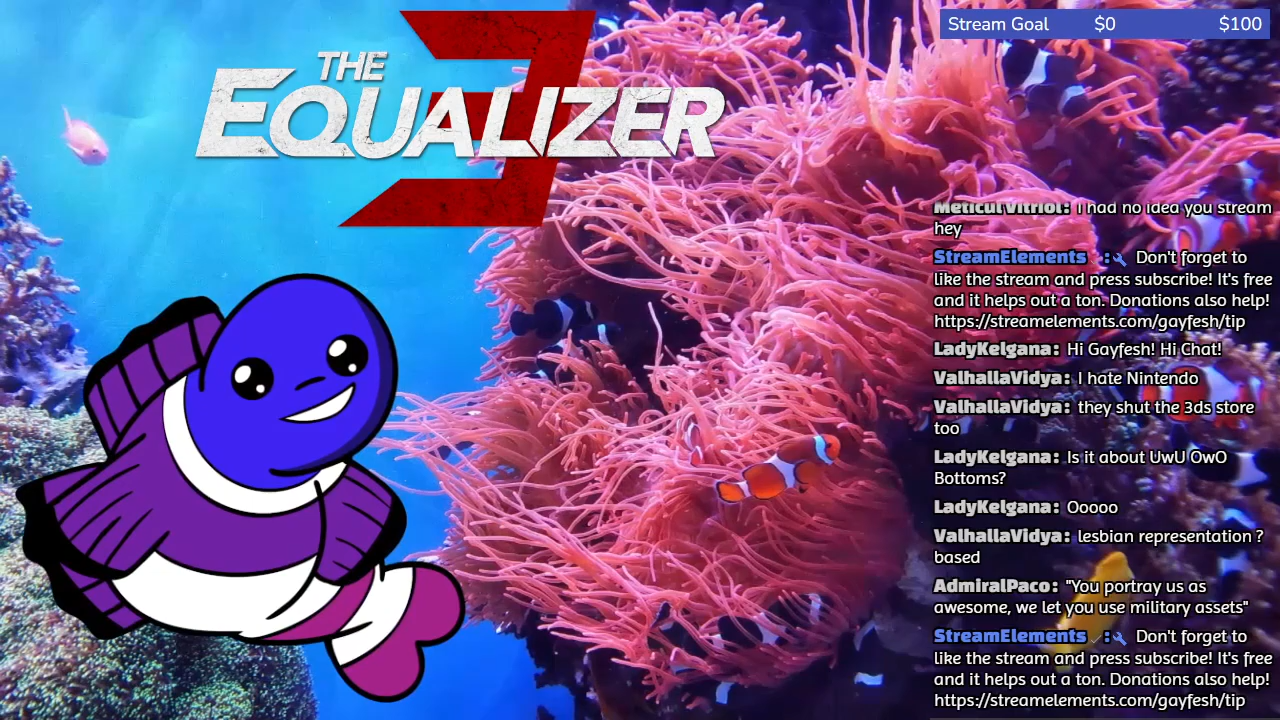 THE
EQUALIZER
3
Stream Goal $0 $100
MeticulVitriol: I had no idea you stream
hey
StreamElements : Don't forget to
like the stream and press subscribe! It's free
and it helps out a ton. Donations also help!
https://streamelements.com/gayfesh/tip
LadyKelgana: Hi Gayfesh! Hi Chat!
ValhallaVidya: I hate Nintendo
ValhallaVidya: they shut the 3ds store
too
LadyKelgana: Is it about UwU OwO
Bottoms?
LadyKelgana: Ooooo
ValhallaVidya: lesbian representation ?
based
AdmiralPaco: "You portray us as
awesome, we let you use military assets"
StreamElements : Don't forget to
like the stream and press subscribe! It's free
and it helps out a ton. Donations also help!
https://streamelements.com/gayfesh/tip